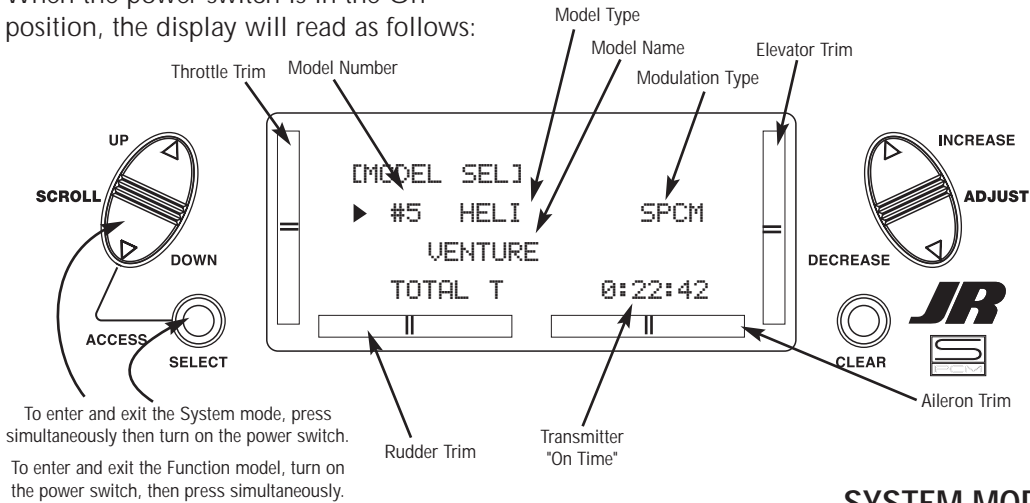 When the power switch is in the On
position, the display will read as follows:
Model Type
Model Name
Elevator Trim
Throttle Trim
Model Number
Modulation Type
UP
SCROLL
DOWN
ACCESS
SELECT
[MODEL SEL]
#5 HELI SPCM
VENTURE
TOTAL T 0:22:42
INCREASE
ADJUST
DECREASE
CLEAR
JR
S
PCM
To enter and exit the System mode, press
simultaneously then turn on the power switch.
To enter and exit the Function model, turn on
the power switch, then press simultaneously.
Rudder Trim
Transmitter
"On Time"
Aileron Trim